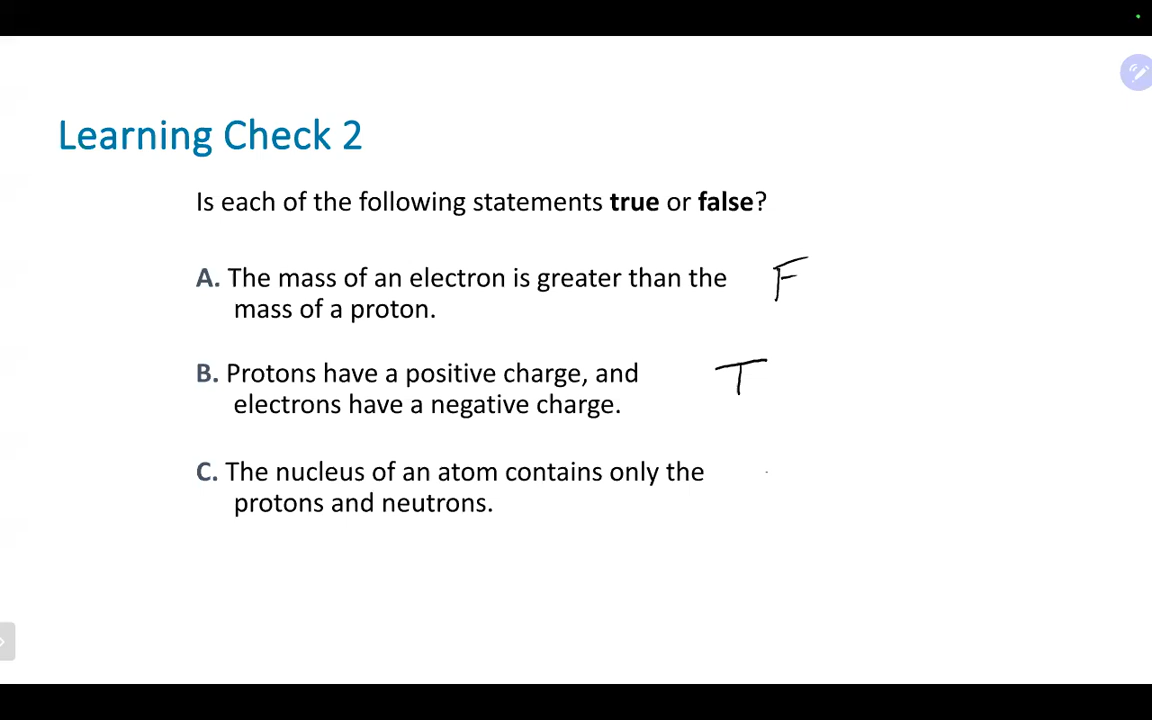 Learning Check 2
Is each of the following statements true or false?
A. The mass of an electron is greater than the F
mass of a proton.
B. Protons have a positive charge, and T
electrons have a negative charge.
C. The nucleus of an atom contains only the
protons and neutrons.